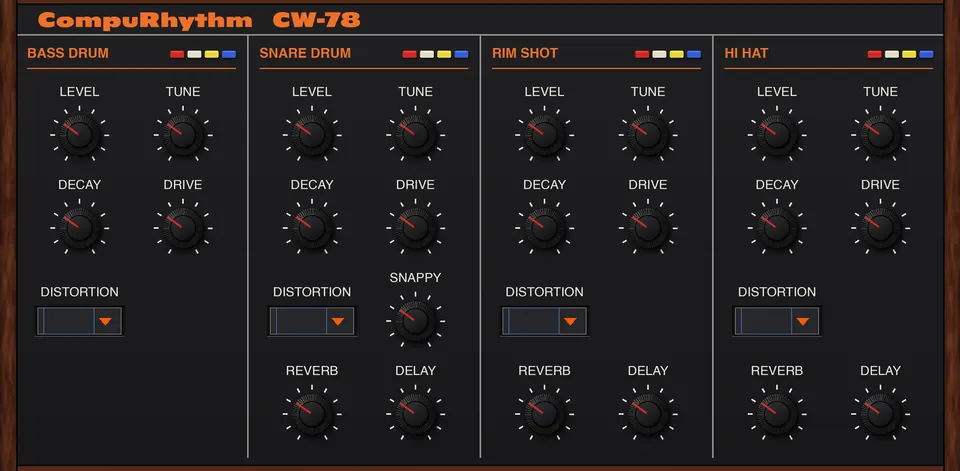 CompuRhythm CW-78
BASS DRUM
LEVEL TUNE
DECAY DRIVE
DISTORTION
SNARE DRUM
LEVEL TUNE
DECAY DRIVE
SNAPPY
DISTORTION
REVERB DELAY
RIM SHOT
LEVEL TUNE
DECAY DRIVE
DISTORTION
REVERB DELAY
HI HAT
LEVEL TUNE
DECAY DRIVE
DISTORTION
REVERB DELAY